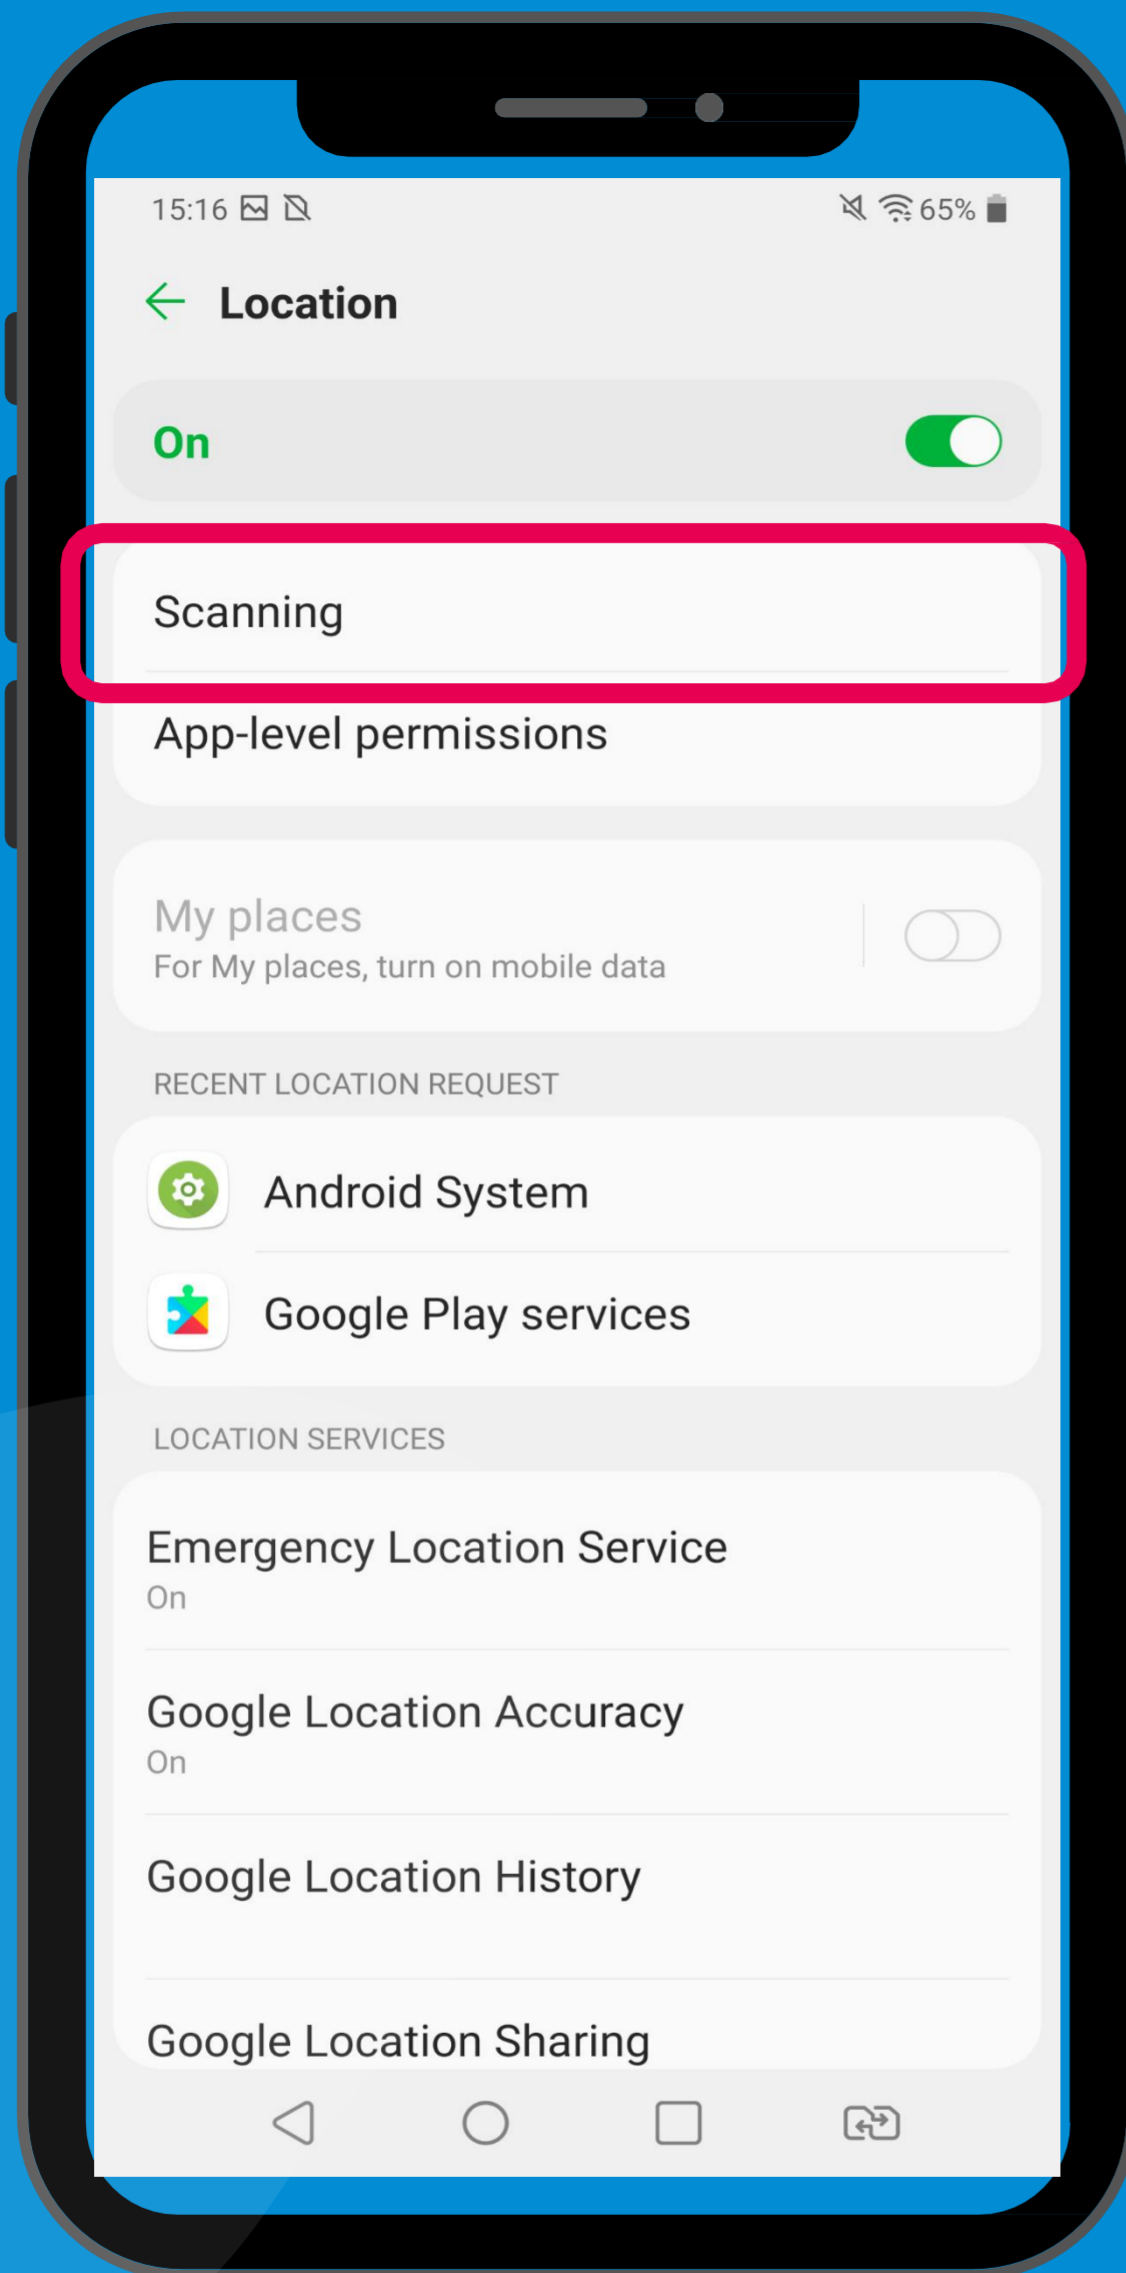 15:16 65%
Location
On
Scanning
App-level permissions
My places
For My places, turn on mobile data
RECENT LOCATION REQUEST
Android System
Google Play services
LOCATION SERVICES
Emergency Location Service
On
Google Location Accuracy
On
Google Location History
Google Location Sharing